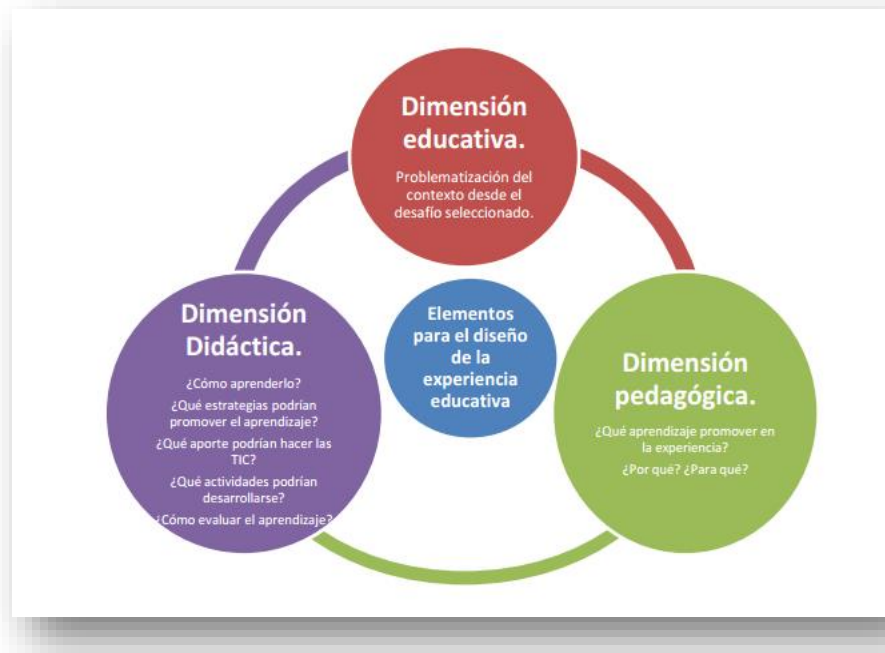 Dimensión
educativa.
Problematización del
contexto desde el
desafío seleccionado.
Dimensión
Didáctica.
¿Cómo aprenderlo?
¿Qué estrategias podrían
promover el aprendizaje?
¿Qué aporte podrían hacer las
TIC?
¿Qué actividades podrían
desarrollarse?
¿Cómo evaluar el aprendizaje?
Elementos
para el diseño
de la
experiencia
educativa
Dimensión
pedagógica.
¿Qué aprendizaje promover en
la experiencia?
¿Por qué? ¿Para qué?